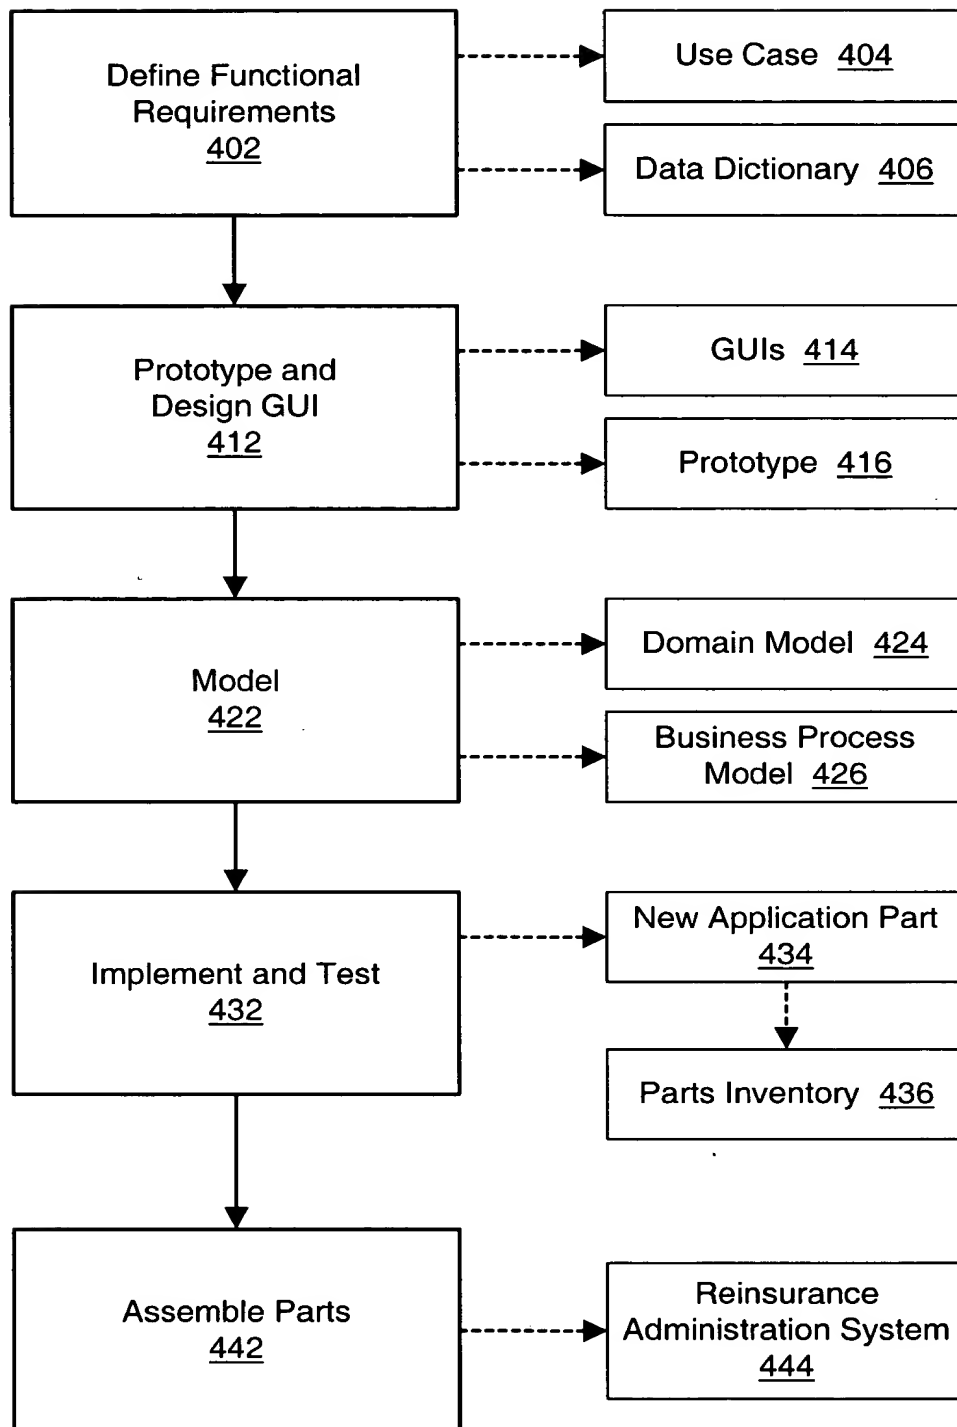 Define Functional
Requirements
402
Use Case 404
Data Dictionary 406
Prototype and
Design GUI
412
GUIs 414
Prototype 416
Model
422
Domain Model 424
Business Process
Model 426
Implement and Test
432
New Application Part
434
Parts Inventory 436
Assemble Parts
442
Reinsurance
Administration System
444